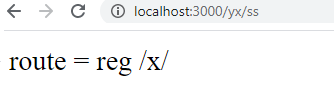 localhost:3000/yx/ss
route = reg /x/